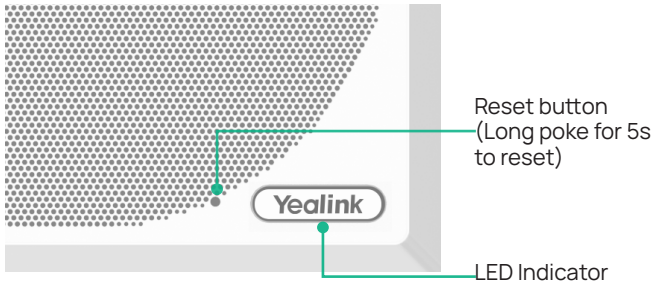 Reset button
(Long poke for 5s
to reset)
Yealink
LED Indicator